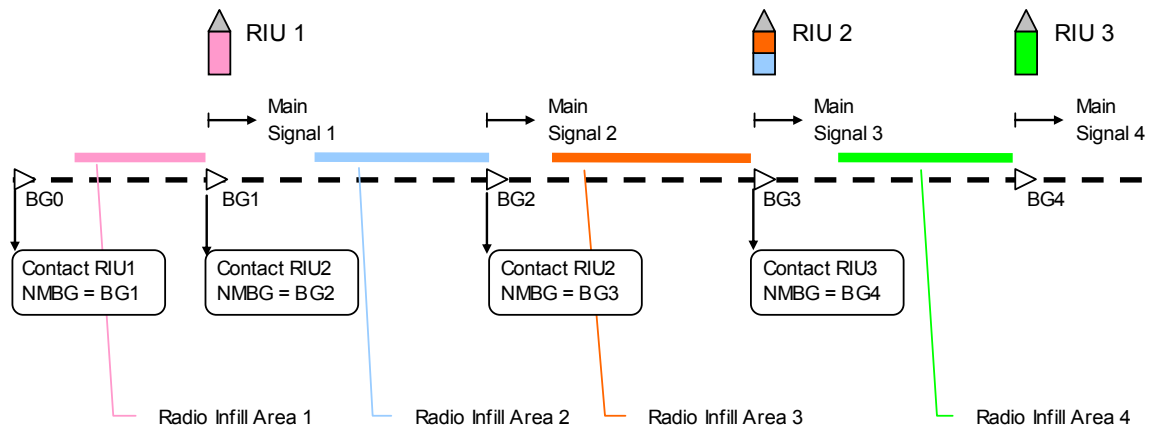 RIU 1
RIU 2
RIU 3
Main
Signal 1
Main
Signal 2
Main
Signal 3
Main
Signal 4
BG0
BG1
BG2
BG3
BG4
Contact RIU1
NMBG = BG1
Contact RIU2
NMBG = BG2
Contact RIU2
NMBG = BG3
Contact RIU3
NMBG = BG4
Radio Infill Area 1
Radio Infill Area 2
Radio Infill Area 3
Radio Infill Area 4